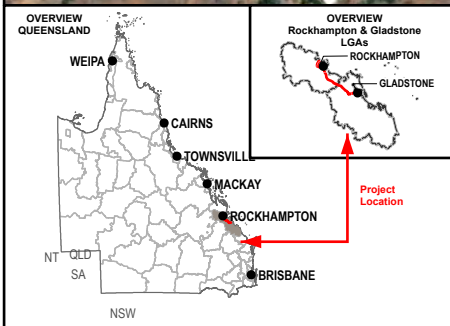 OVERVIEW
QUEENSLAND
WEIPA
CAIRNS
TOWNSVILLE
MACKAY
ROCKHAMPTON
BRISBANE
NT
QLD
SA
NSW
OVERVIEW
Rockhampton & Gladstone
LGAs
ROCKHAMPTON
GLADSTONE
Project
Location